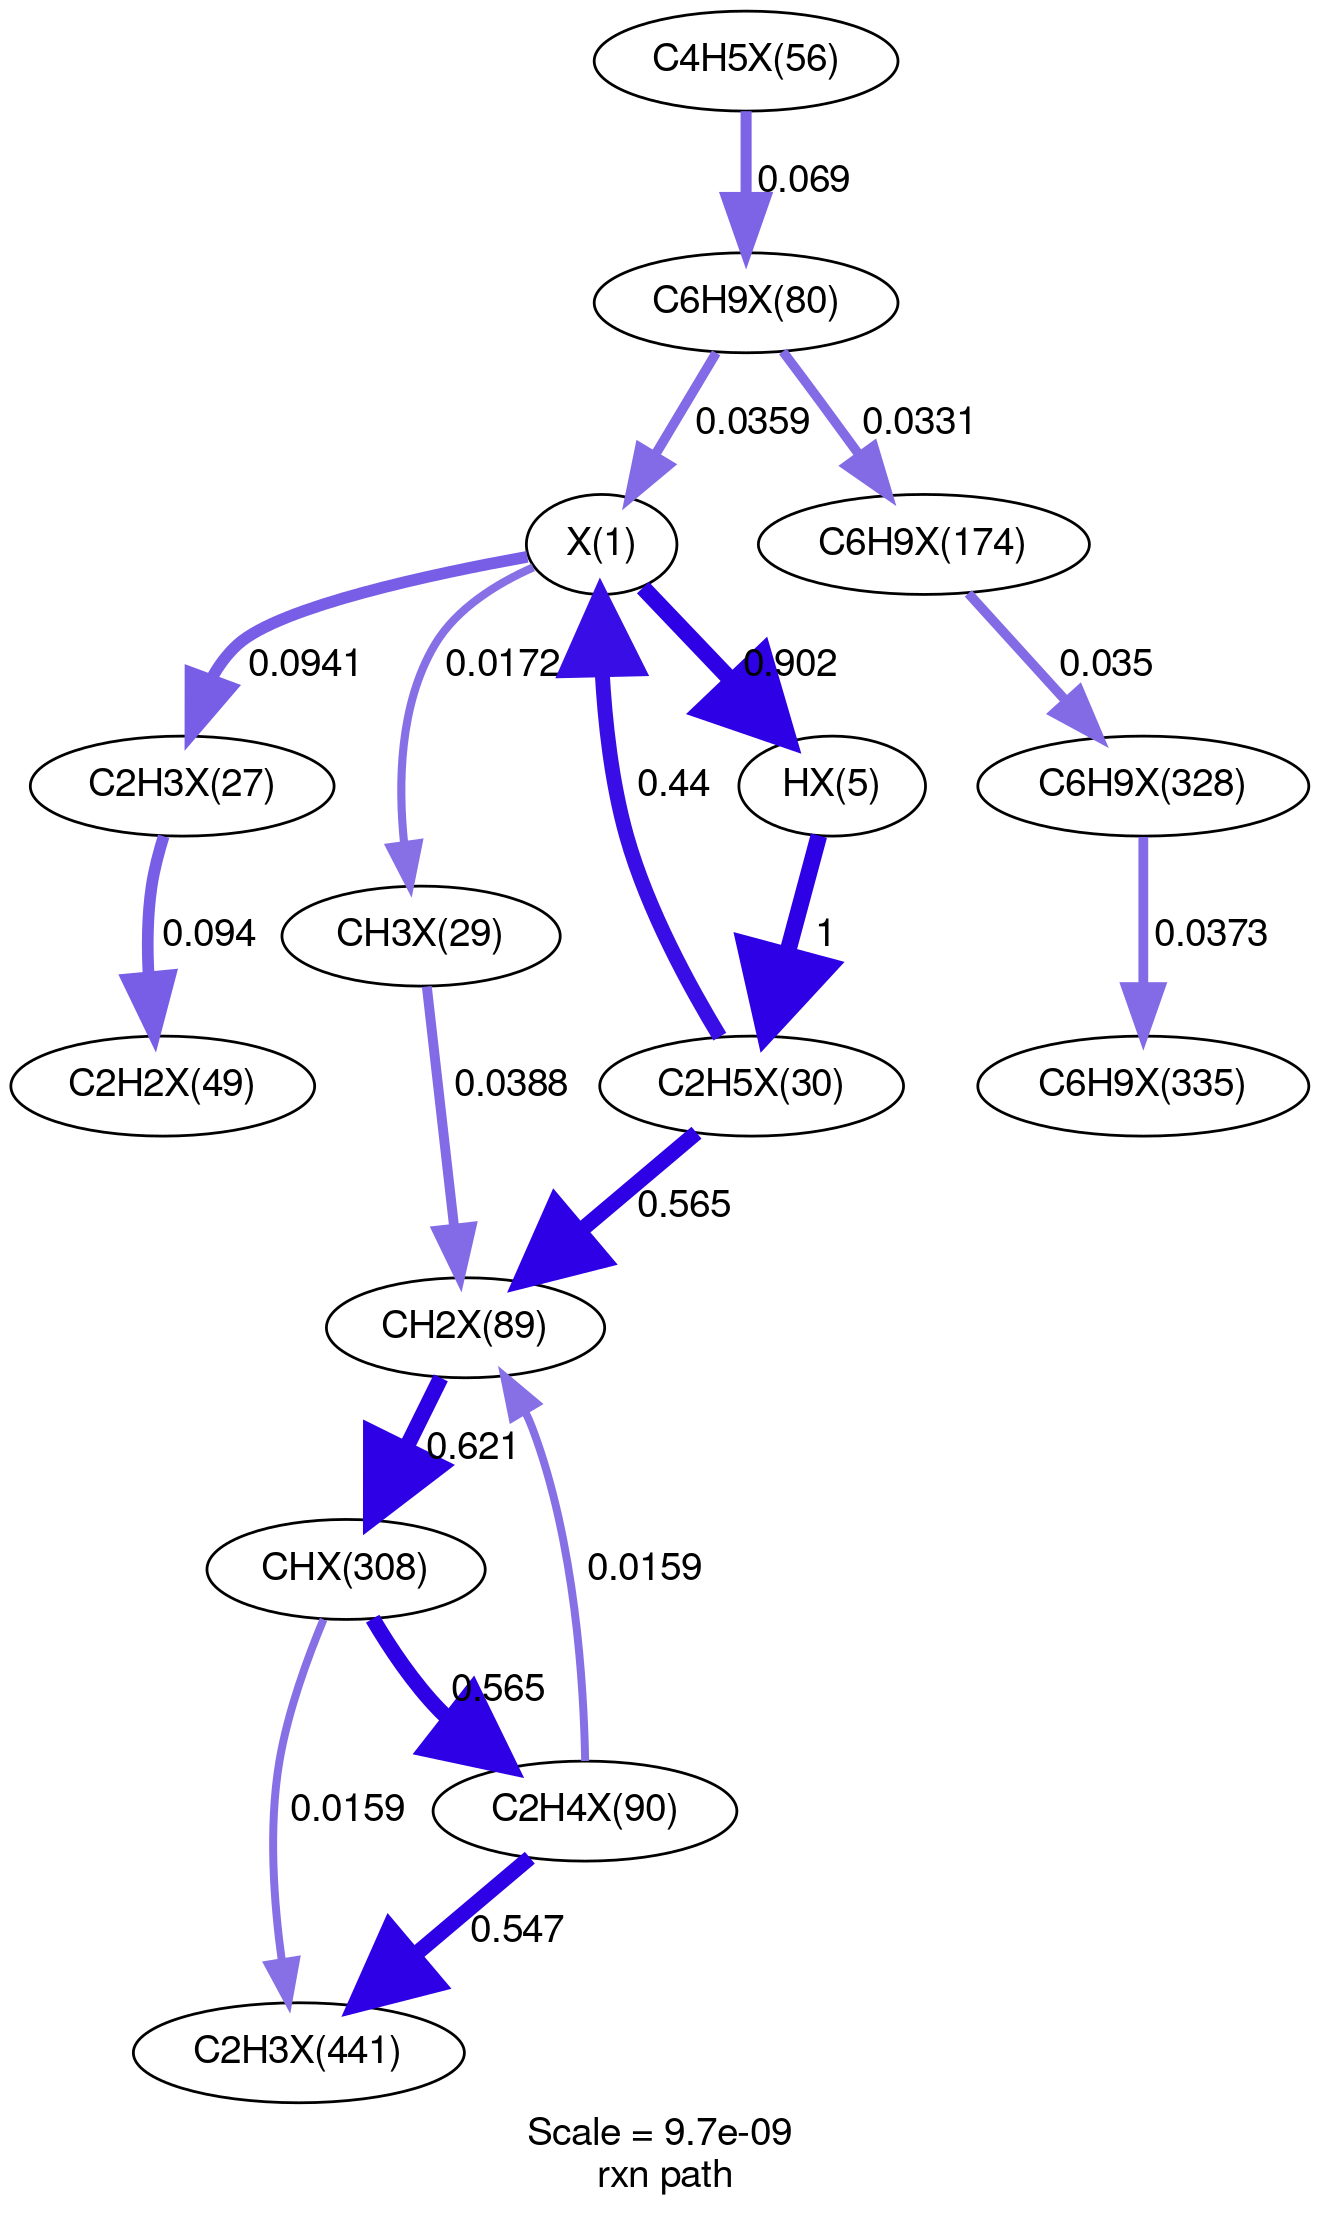 C4H5X(56)
0.069
C6H9X(80)
0.0359
0.0331
X(1)
C6H9X(174)
0.0941
0.0172
0.902
0.035
0.44
C2H3X(27)
HX(5)
C6H9X(328)
0.094
CH3X(29)
1
0.0373
C2H2X(49)
0.0388
C2H5X(30)
C6H9X(335)
0.565
CH2X(89)
0.621
CHX(308)
0.0159
0.565
0.0159
C2H4X(90)
0.547
C2H3X(441)
Scale = 9.7e-09
rxn path